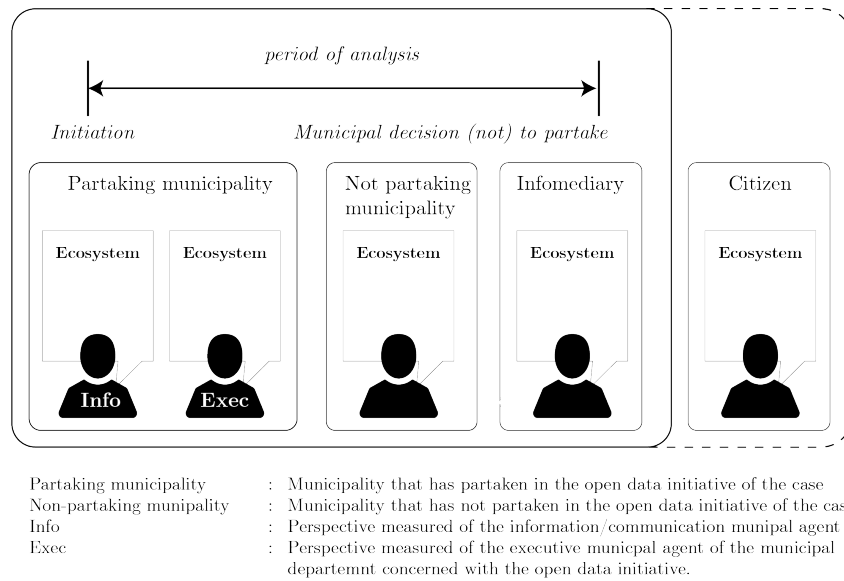 period of analysis
Initiation
Municipal decision (not) to partake
Partaking municipality
Not partaking
municipality
Infomediary
Citizen
Ecosystem
Ecosystem
Ecosystem
Ecosystem
Ecosystem
Info
Exec
Partaking municipality : Municipality that has partaken in the open data initiative of the case
Non-partaking munipality : Municipality that has not partaken in the open data initiative of the cas
Info : Perspective measured of the information/communication munipal agent
Exec : Perspective measured of the executive municpal agent of the municipal
departemnt concerned with the open data initiative.